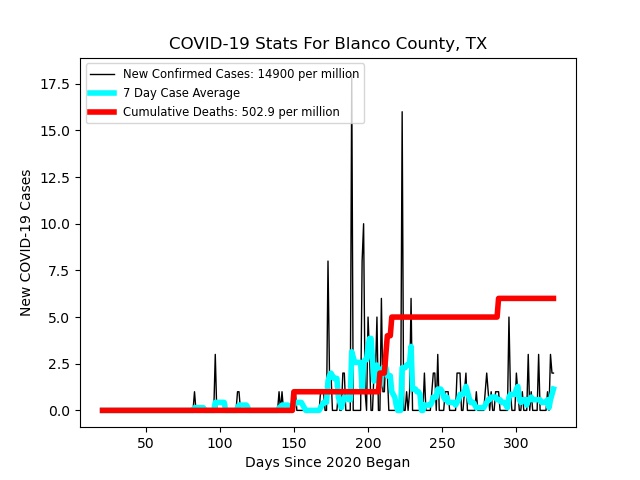 COVID-19 Stats For Blanco County, TX
New Confirmed Cases: 14900 per million
7 Day Case Average
Cumulative Deaths: 502.9 per million
New COVID-19 Cases
17.5
15.0
12.5
10.0
7.5
5.0
2.5
0.0
50 100 150 200 250 300
Days Since 2020 Began